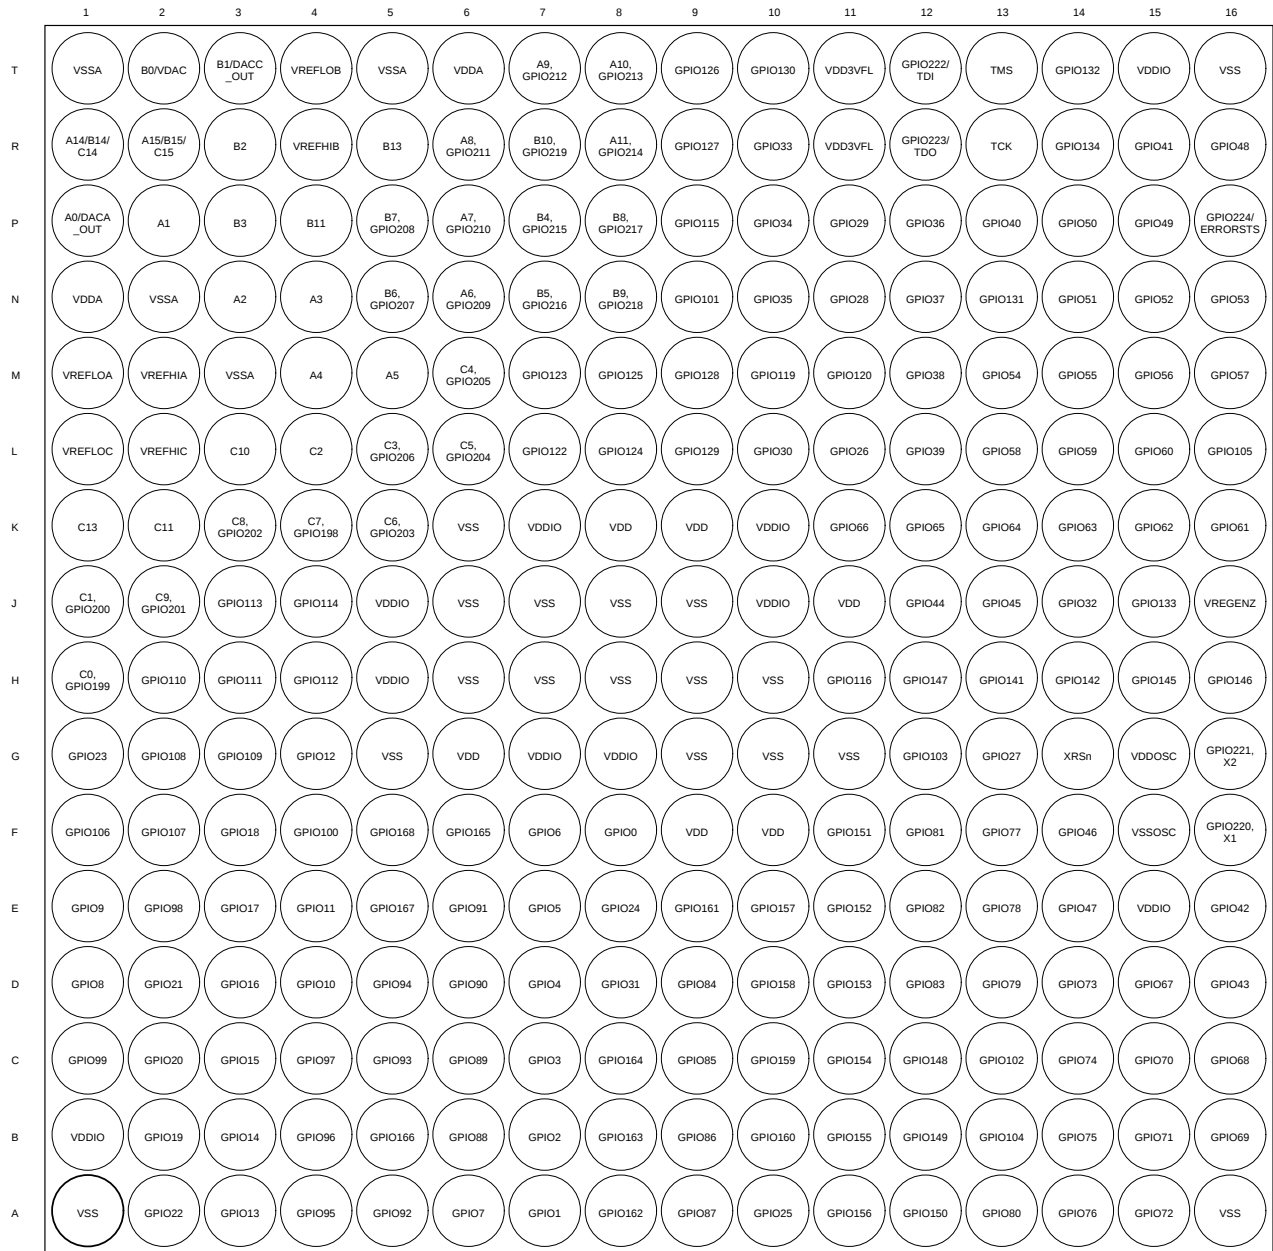 1 2 3 4 5 6 7 8 9 10 11 12 13 14 15 16
T VSSA B0/VDAC B1/DACC_OUT VREFLOB VSSA VDDA A9, GPIO212 A10, GPIO213 GPIO126 GPIO130 VDD3VFL GPIO222/TDI TMS GPIO132 VDDIO VSS
R A14/B14/C14 A15/B15/C15 B2 VREFHIB B13 A8, GPIO211 B10, GPIO219 A11, GPIO214 GPIO127 GPIO33 VDD3VFL GPIO223/TDO TCK GPIO134 GPIO41 GPIO48
P A0/DACA_OUT A1 B3 B11 B7, GPIO208 A7, GPIO210 B4, GPIO215 B8, GPIO217 GPIO115 GPIO34 GPIO29 GPIO36 GPIO40 GPIO50 GPIO49 GPIO224/ERRORSTS
N VDDA VSSA A2 A3 B6, GPIO207 A6, GPIO209 B5, GPIO216 B9, GPIO218 GPIO101 GPIO35 GPIO28 GPIO37 GPIO131 GPIO51 GPIO52 GPIO53
M VREFLOA VREFHIA VSSA A4 A5 C4, GPIO205 GPIO123 GPIO125 GPIO128 GPIO119 GPIO120 GPIO38 GPIO54 GPIO55 GPIO56 GPIO57
L VREFLOC VREFHIC C10 C2 C3, GPIO206 C5, GPIO204 GPIO122 GPIO124 GPIO129 GPIO30 GPIO26 GPIO39 GPIO58 GPIO59 GPIO60 GPIO105
K C13 C11 C8, GPIO202 C7, GPIO198 C6, GPIO203 VSS VDDIO VDD VDD VDDIO GPIO66 GPIO65 GPIO64 GPIO63 GPIO62 GPIO61
J C1, GPIO200 C9, GPIO201 GPIO113 GPIO114 VDDIO VSS VSS VSS VSS VDDIO VDD GPIO44 GPIO45 GPIO32 GPIO133 VREGENZ
H C0, GPIO199 GPIO110 GPIO111 GPIO112 VDDIO VSS VSS VSS VSS VSS GPIO116 GPIO147 GPIO141 GPIO142 GPIO145 GPIO146
G GPIO23 GPIO108 GPIO109 GPIO12 VSS VDD VDDIO VDDIO VSS VSS VSS GPIO103 GPIO27 XRSn VDDOSC GPIO221, X2
F GPIO106 GPIO107 GPIO18 GPIO100 GPIO168 GPIO165 GPIO6 GPIO0 VDD VDD GPIO151 GPIO81 GPIO77 GPIO46 VSSOSC GPIO220, X1
E GPIO9 GPIO98 GPIO17 GPIO11 GPIO167 GPIO91 GPIO5 GPIO24 GPIO161 GPIO157 GPIO152 GPIO82 GPIO78 GPIO47 VDDIO GPIO42
D GPIO8 GPIO21 GPIO16 GPIO10 GPIO94 GPIO90 GPIO4 GPIO31 GPIO84 GPIO158 GPIO153 GPIO83 GPIO79 GPIO73 GPIO67 GPIO43
C GPIO99 GPIO20 GPIO15 GPIO97 GPIO93 GPIO89 GPIO3 GPIO164 GPIO85 GPIO159 GPIO154 GPIO148 GPIO102 GPIO74 GPIO70 GPIO68
B VDDIO GPIO19 GPIO14 GPIO96 GPIO166 GPIO88 GPIO2 GPIO163 GPIO86 GPIO160 GPIO155 GPIO149 GPIO104 GPIO75 GPIO71 GPIO69
A VSS GPIO22 GPIO13 GPIO95 GPIO92 GPIO7 GPIO1 GPIO162 GPIO87 GPIO25 GPIO156 GPIO150 GPIO80 GPIO76 GPIO72 VSS